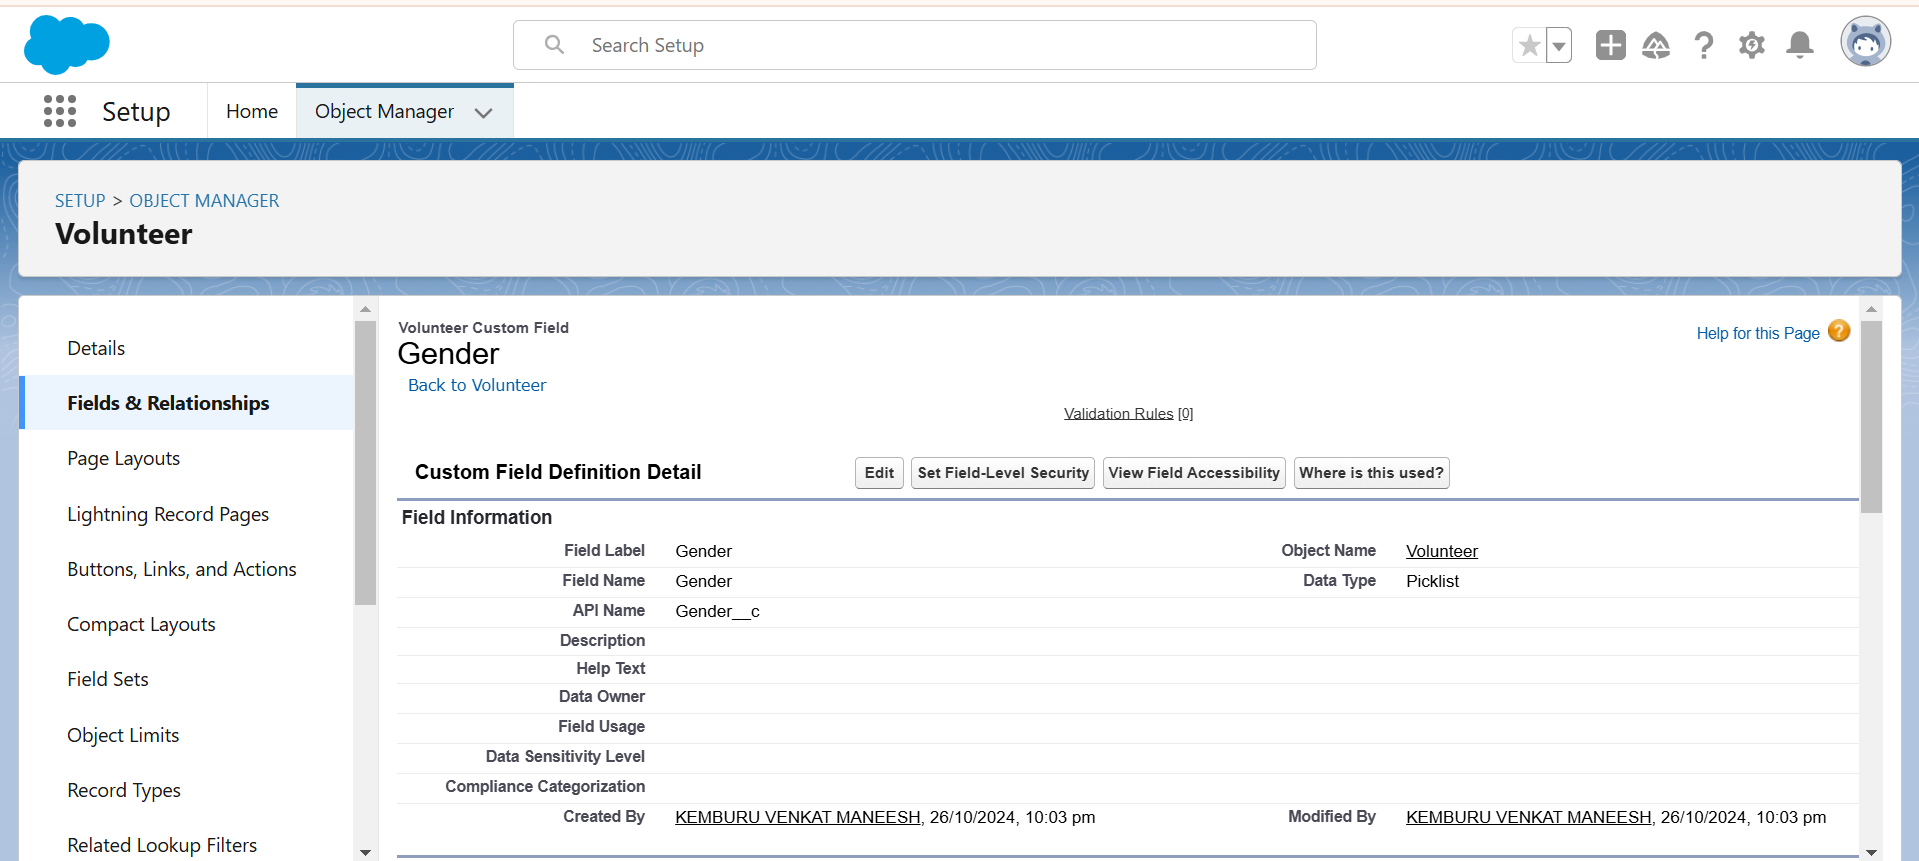 Search Setup
Setup
Home
Object Manager
SETUP > OBJECT MANAGER
Volunteer
Details
Fields & Relationships
Page Layouts
Lightning Record Pages
Buttons, Links, and Actions
Compact Layouts
Field Sets
Object Limits
Record Types
Related Lookup Filters
Volunteer Custom Field
Gender
Back to Volunteer
Help for this Page ?
Validation Rules [0]
Custom Field Definition Detail
Edit
Set Field-Level Security
View Field Accessibility
Where is this used?
Field Information
Field Label Gender
Object Name Volunteer
Field Name Gender
Data Type Picklist
API Name Gender__c
Description
Help Text
Data Owner
Field Usage
Data Sensitivity Level
Compliance Categorization
Created By KEMBURU VENKAT MANEESH, 26/10/2024, 10:03 pm
Modified By KEMBURU VENKAT MANEESH, 26/10/2024, 10:03 pm